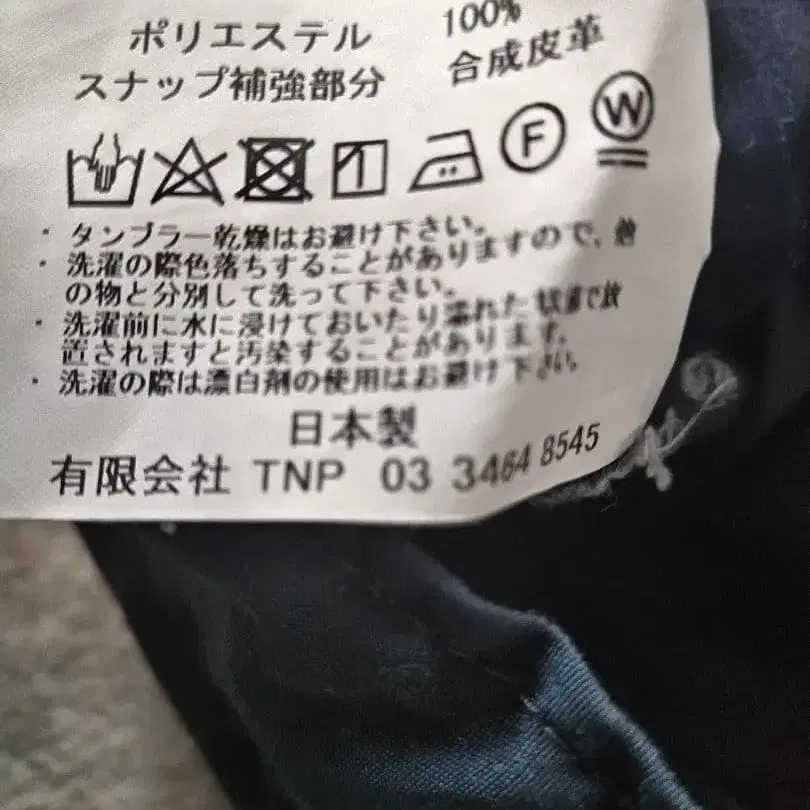 ポリエステル 100%
スナップ補強部分 合成皮革
F W
・タンブラー乾燥はお避け下さい。
・洗濯の際色落ちすることがありますので、他
の物と分別して洗って下さい。
・洗濯前に水に浸けておいたり濡れた状態で放
置されますと汚染することがあります。
・洗濯の際は漂白剤の使用はお避け下さい。
日本製
有限会社 TNP 03 3464 8545